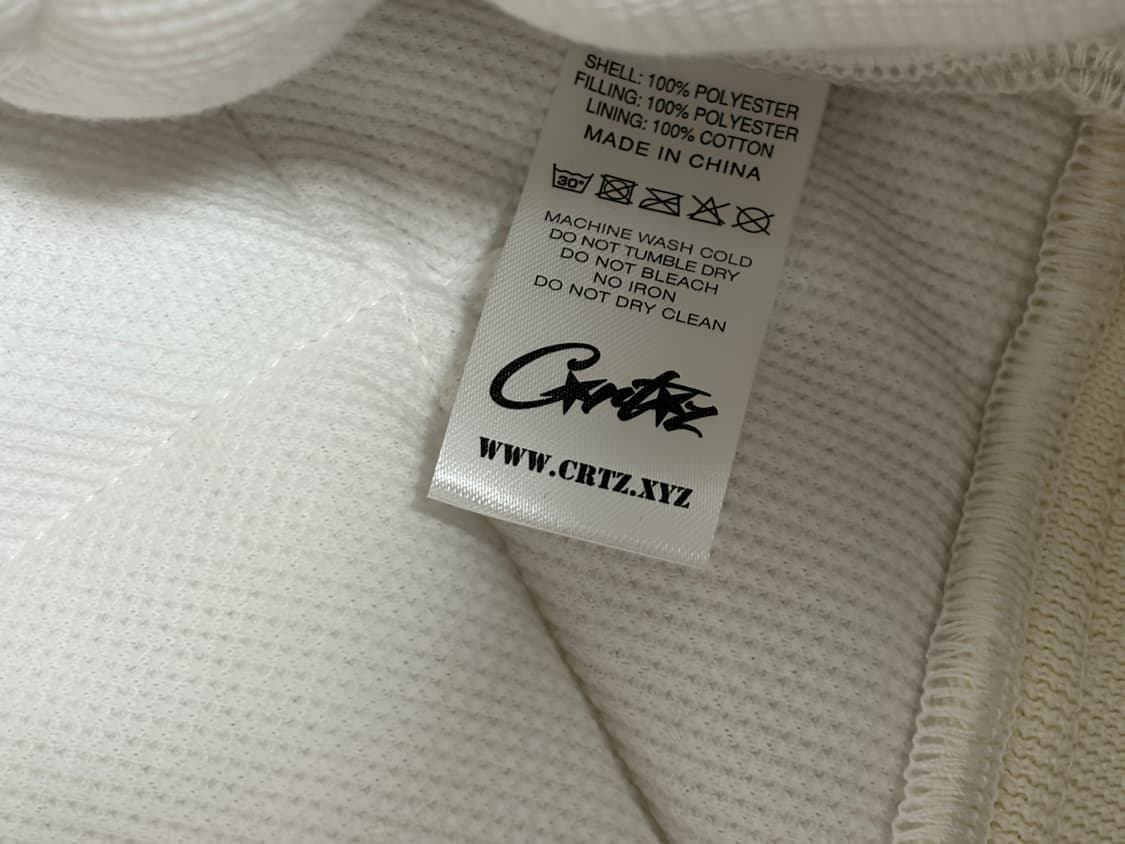 SHELL: 100% POLYESTER
FILLING: 100% POLYESTER
LINING: 100% COTTON
MADE IN CHINA
30°
MACHINE WASH COLD
DO NOT TUMBLE DRY
DO NOT BLEACH
NO IRON
DO NOT DRY CLEAN
Crtz
WWW.CRTZ.XYZ